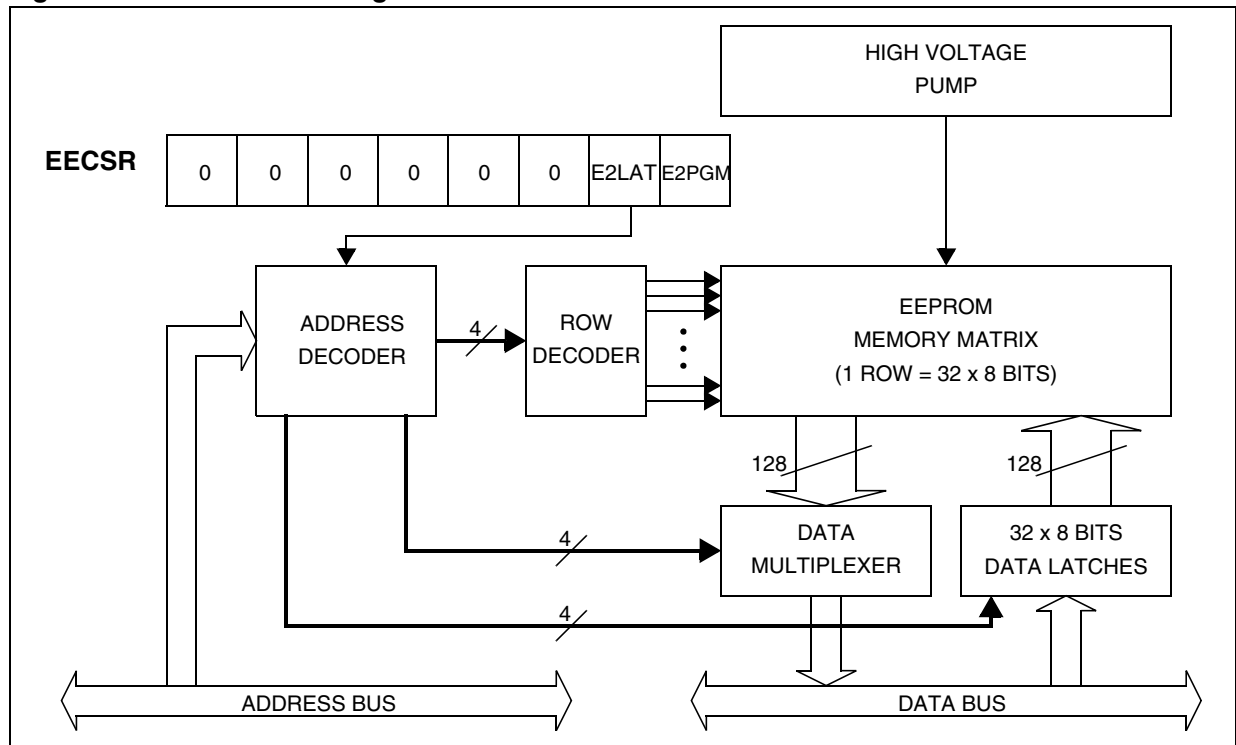 HIGH VOLTAGE
PUMP
EECSR
0 0 0 0 0 0 E2LAT E2PGM
ADDRESS
DECODER
4
ROW
DECODER
EEPROM
MEMORY MATRIX
(1 ROW = 32 x 8 BITS)
128
128
4
DATA
MULTIPLEXER
32 x 8 BITS
DATA LATCHES
4
ADDRESS BUS
DATA BUS